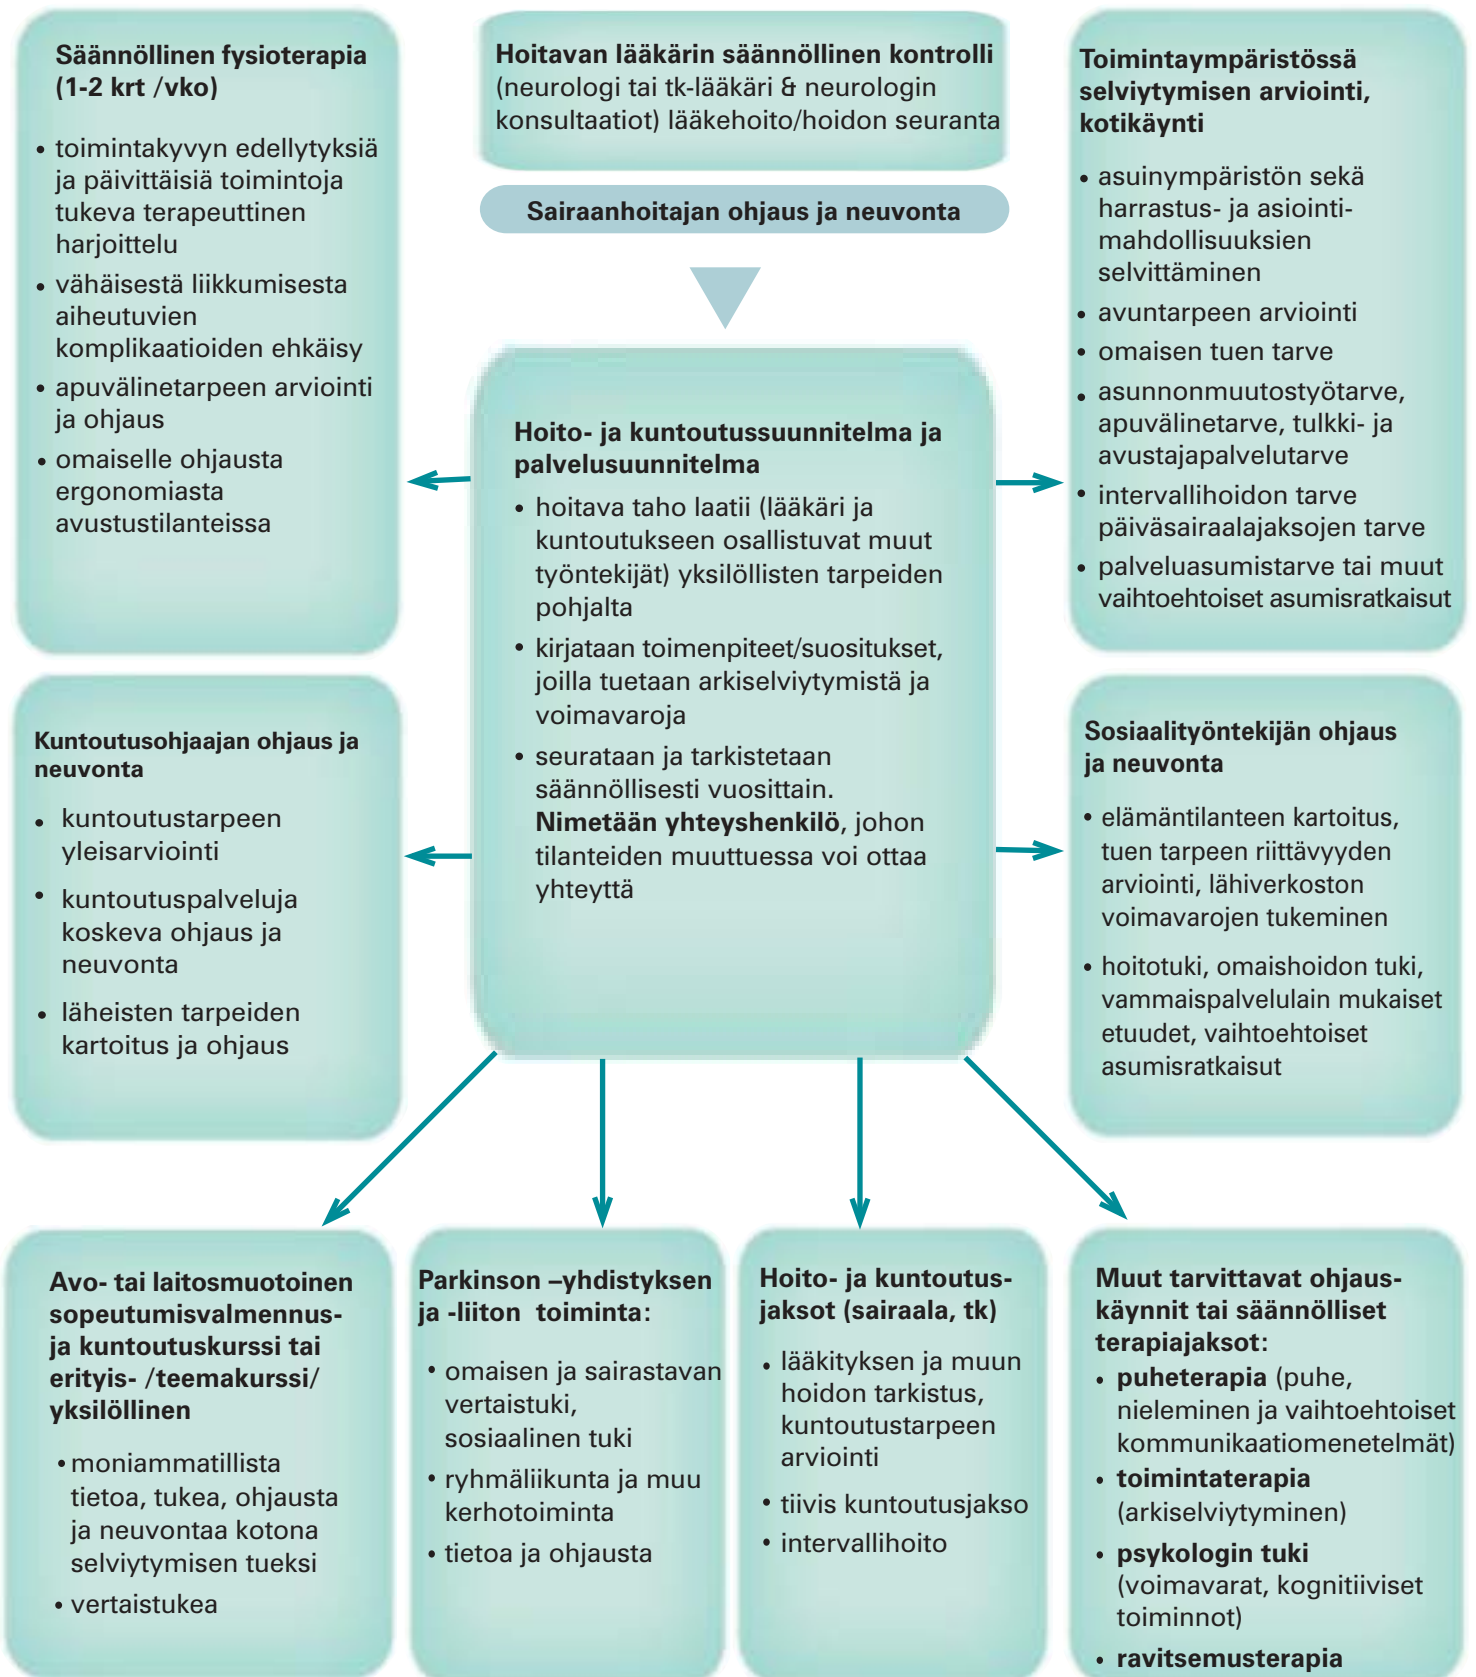 Säännöllinen fysioterapia
(1-2 krt /vko)
• toimintakyvyn edellytyksiä
ja päivittäisiä toimintoja
tukeva terapeuttinen
harjoittelu
• vähäisestä liikkumisesta
aiheutuvien
komplikaatioiden ehkäisy
• apuvälinetarpeen arviointi
ja ohjaus
• omaiselle ohjausta
ergonomiasta
avustustilanteissa
Hoitavan lääkärin säännöllinen kontrolli
(neurologi tai tk-lääkäri & neurologin
konsultaatiot) lääkehoito/hoidon seuranta
Sairaanhoitajan ohjaus ja neuvonta
Toimintaympäristössä
selviytymisen arviointi,
kotikäynti
• asuinympäristön sekä
harrastus- ja asiointi-
mahdollisuuksien
selvittäminen
• avuntarpeen arviointi
• omaisen tuen tarve
• asunnonmuutostyötarve,
apuvälinetarve, tulkki- ja
avustajapalvelutarve
• intervallihoidon tarve
päiväsairaalajaksojen tarve
• palveluasumistarve tai muut
vaihtoehtoiset asumisratkaisut
Hoito- ja kuntoutussuunnitelma ja
palvelusuunnitelma
• hoitava taho laatii (lääkäri ja
kuntoutukseen osallistuvat muut
työntekijät) yksilöllisten tarpeiden
pohjalta
• kirjataan toimenpiteet/suositukset,
joilla tuetaan arkiselviytymistä ja
voimavaroja
• seurataan ja tarkistetaan
säännöllisesti vuosittain.
Nimetään yhteyshenkilö, johon
tilanteiden muuttuessa voi ottaa
yhteyttä
Kuntoutusohjaajan ohjaus ja
neuvonta
• kuntoutustarpeen
yleisarviointi
• kuntoutuspalveluja
koskeva ohjaus ja
neuvonta
• läheisten tarpeiden
kartoitus ja ohjaus
Sosiaalityöntekijän ohjaus
ja neuvonta
• elämäntilanteen kartoitus,
tuen tarpeen riittävyyden
arviointi, lähiverkoston
voimavarojen tukeminen
• hoitotuki, omaishoidon tuki,
vammaispalvelulain mukaiset
etuudet, vaihtoehtoiset
asumisratkaisut
Avo- tai laitosmuotoinen
sopeutumisvalmennus-
ja kuntoutuskurssi tai
erityis- /teemakurssi/
yksilöllinen
• moniammatillista
tietoa, tukea, ohjausta
ja neuvontaa kotona
selviytymisen tueksi
• vertaistukea
Parkinson –yhdistyksen
ja -liiton toiminta:
• omaisen ja sairastavan
vertaistuki,
sosiaalinen tuki
• ryhmäliikunta ja muu
kerhotoiminta
• tietoa ja ohjausta
Hoito- ja kuntoutus-
jaksot (sairaala, tk)
• lääkityksen ja muun
hoidon tarkistus,
kuntoutustarpeen
arviointi
• tiivis kuntoutusjakso
• intervallihoito
Muut tarvittavat ohjaus-
käynnit tai säännölliset
terapiajaksot:
• puheterapia (puhe,
nieleminen ja vaihtoehtoiset
kommunikaatiomenetelmät)
• toimintaterapia
(arkiselviytyminen)
• psykologin tuki
(voimavarat, kognitiiviset
toiminnot)
• ravitsemusterapia